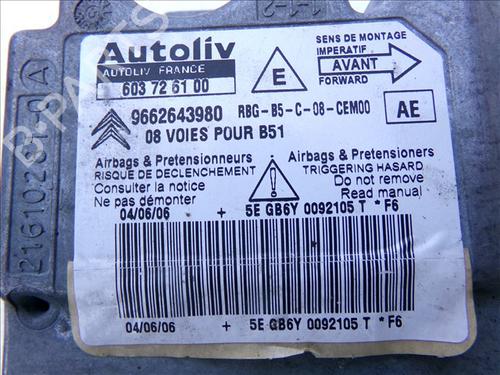 Autoliv
AUTOLIV FRANCE
603 72 61 00
E
SENS DE MONTAGE
IMPERATIF
AVANT
FORWARD
9662643980 RBG-B5-C-08-CEM00 AE
08 VOIES POUR B51
Airbags & Pretensionneurs
RISQUE DE DECLENCHEMENT
Consulter la notice
Ne pas démonter
Airbags & Pretensioners
TRIGGERING HASARD
Do not remove
Read manual
04/06/06 + 5E GB6Y 0092105 T *F6
04/06/06 + 5E GB6Y 0092105 T *F6
B-PARTS